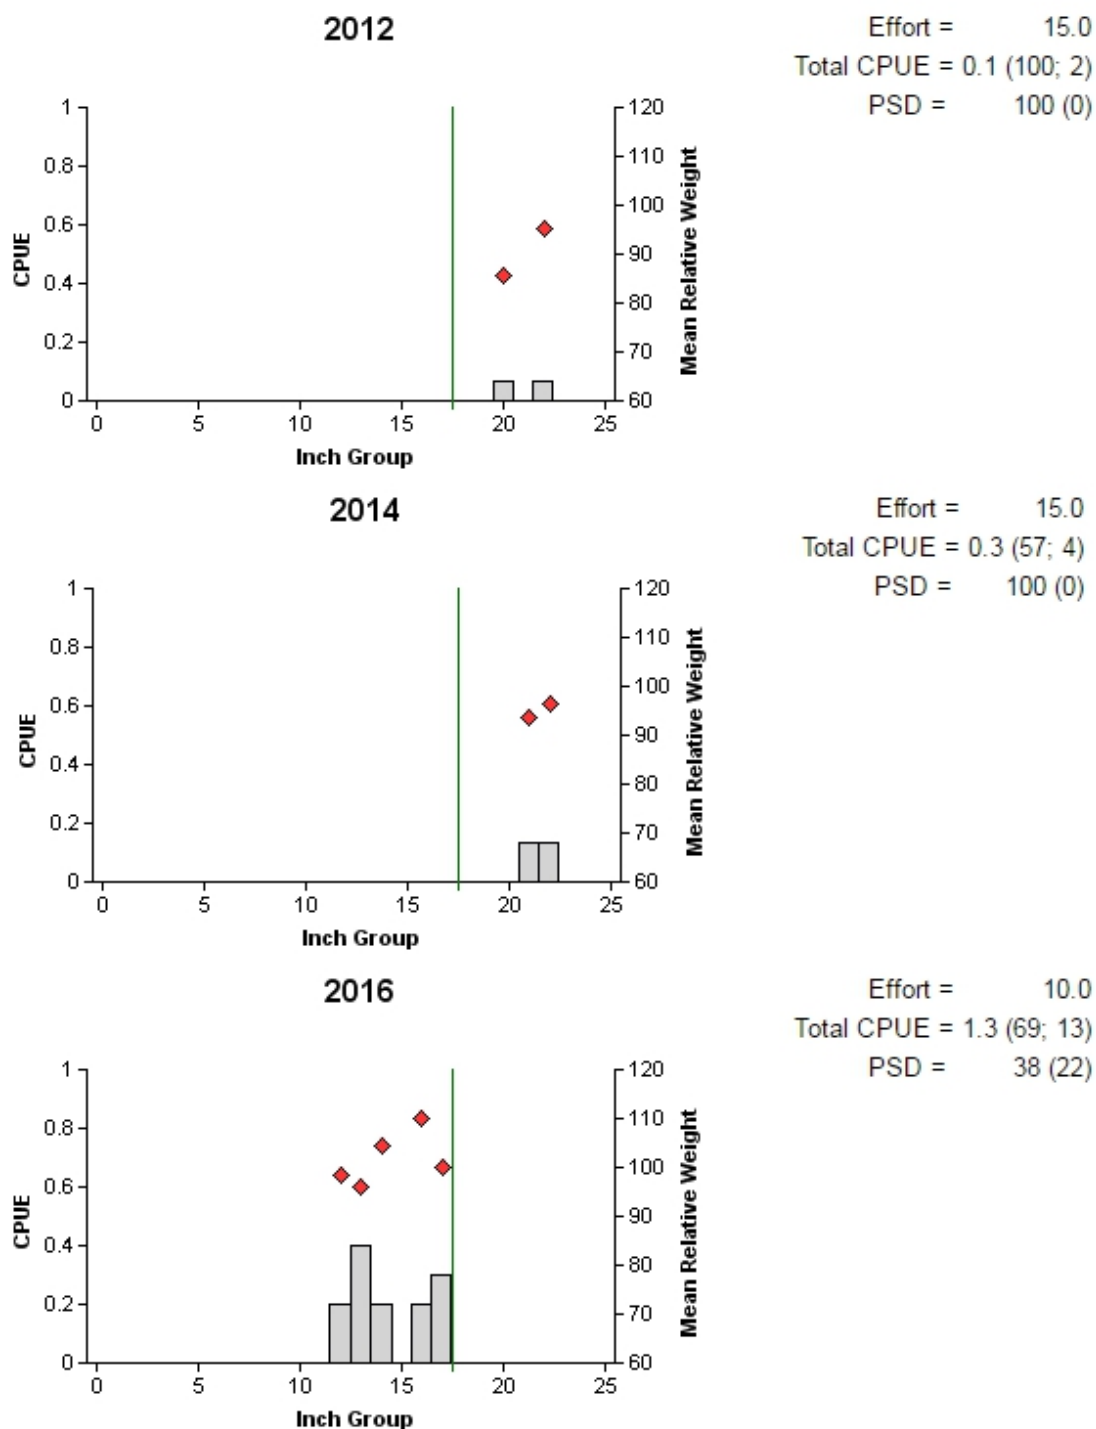 2012
Effort = 15.0
Total CPUE = 0.1 (100; 2)
PSD = 100 (0)
1
0.8
0.6
0.4
0.2
0
CPUE
120
110
100
90
80
70
60
Mean Relative Weight
0 5 10 15 20 25
Inch Group
2014
Effort = 15.0
Total CPUE = 0.3 (57; 4)
PSD = 100 (0)
1
0.8
0.6
0.4
0.2
0
CPUE
120
110
100
90
80
70
60
Mean Relative Weight
0 5 10 15 20 25
Inch Group
2016
Effort = 10.0
Total CPUE = 1.3 (69; 13)
PSD = 38 (22)
1
0.8
0.6
0.4
0.2
0
CPUE
120
110
100
90
80
70
60
Mean Relative Weight
0 5 10 15 20 25
Inch Group